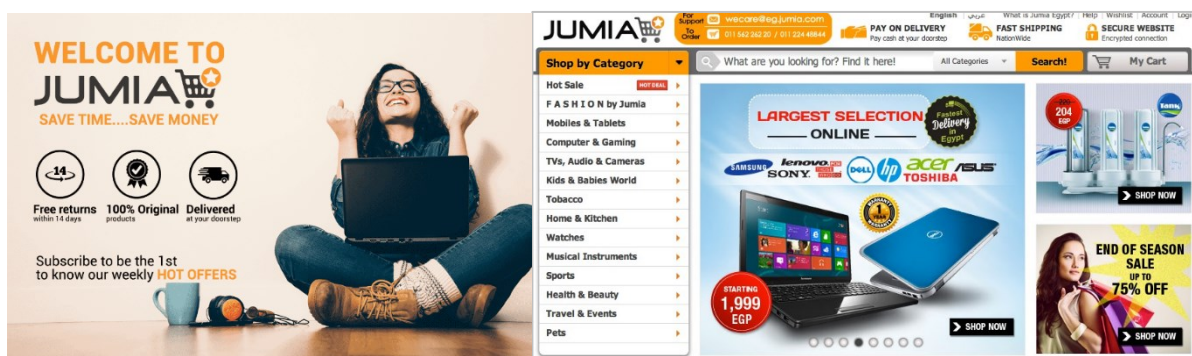 WELCOME TO
JUMIA
SAVE TIME....SAVE MONEY
14
Free returns
within 14 days
100% Original
products
Delivered
at your doorstep
Subscribe to be the 1st
to know our weekly HOT OFFERS
English عربي What is Jumia Egypt? Help Wishlist Account Logi
JUMIA
For Support
wecare@eg.jumia.com
To Order
011 562 262 20 / 011 224 48844
PAY ON DELIVERY
Pay cash at your doorstep
FAST SHIPPING
NationWide
SECURE WEBSITE
Encrypted connection
Shop by Category
What are you looking for? Find it here!
All Categories
Search!
My Cart
Hot Sale HOT DEAL
F A S H I O N by Jumia
Mobiles & Tablets
Computer & Gaming
TVs, Audio & Cameras
Kids & Babies World
Tobacco
Home & Kitchen
Watches
Musical Instruments
Sports
Health & Beauty
Travel & Events
Pets
LARGEST SELECTION
ONLINE
Fastest
Delivery
in
Egypt
SAMSUNG lenovo DELL hp acer ASUS
SONY TOSHIBA
WARRANTY
1
YEAR
STARTING
1,999
EGP
SHOP NOW
204
EGP
Tank
SHOP NOW
END OF SEASON
SALE
UP TO
75% OFF
SHOP NOW